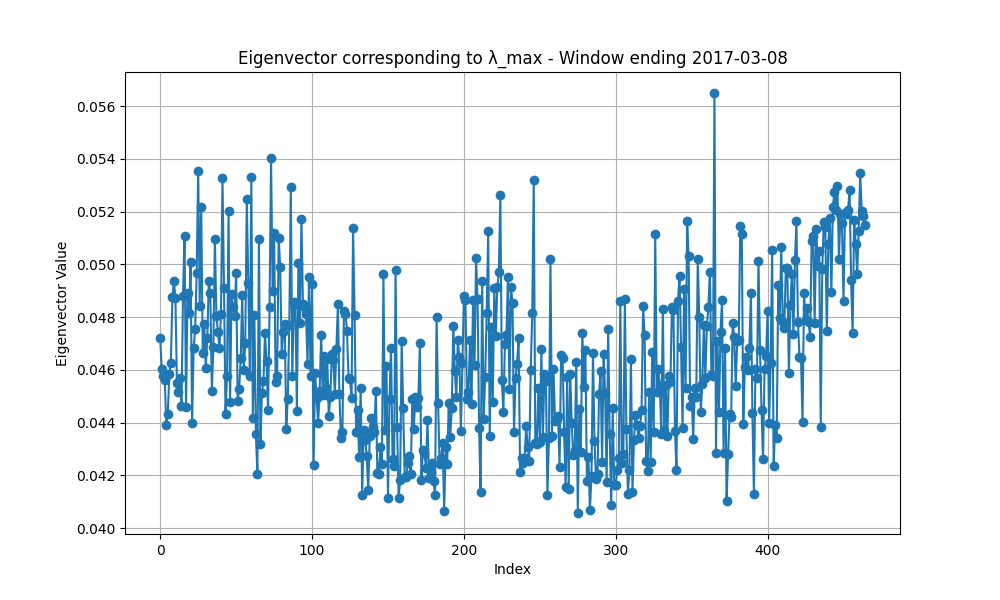 Eigenvector corresponding to λ_max - Window ending 2017-03-08
0.056
0.054
0.052
0.050
0.048
0.046
0.044
0.042
0.040
Eigenvector Value
0 100 200 300 400
Index